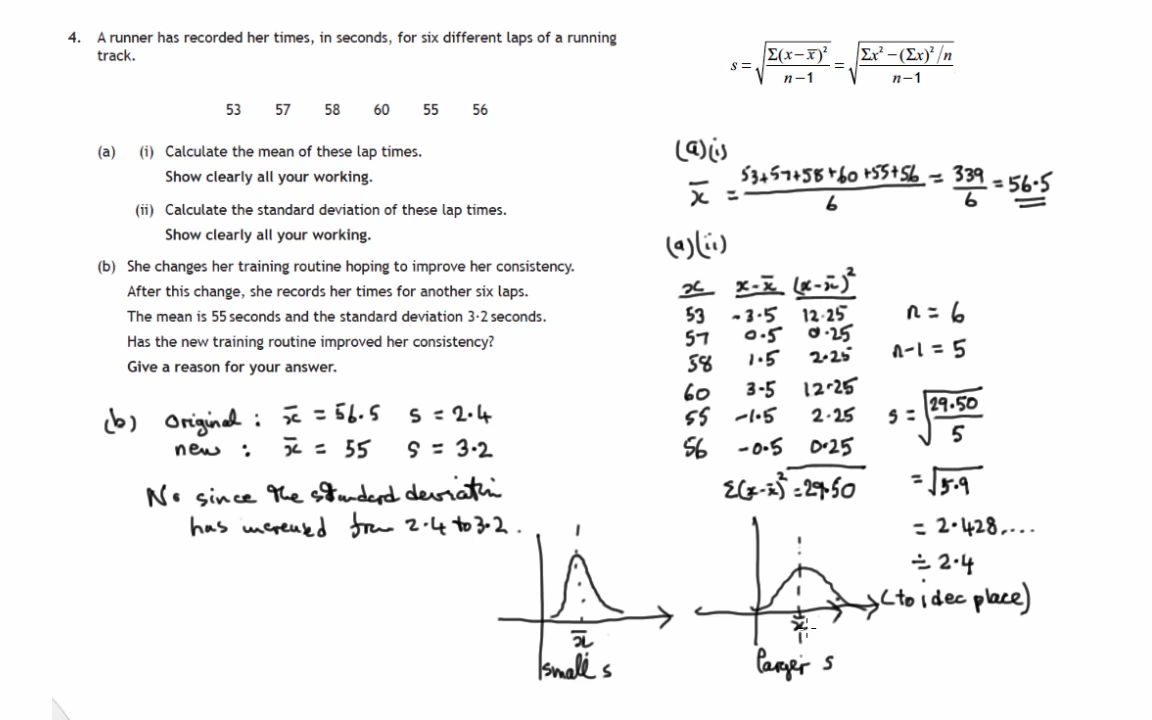 4. A runner has recorded her times, in seconds, for six different laps of a running
track.
53 57 58 60 55 56
(a) (i) Calculate the mean of these lap times.
Show clearly all your working.
(ii) Calculate the standard deviation of these lap times.
Show clearly all your working.
(b) She changes her training routine hoping to improve her consistency.
After this change, she records her times for another six laps.
The mean is 55 seconds and the standard deviation 3·2 seconds.
Has the new training routine improved her consistency?
Give a reason for your answer.
(b) original : x̄ = 56.5 s = 2.4
new : x̄ = 55 s = 3.2
No since the standard deviation
has increased from 2.4 to 3.2.
x̄
small s
x̄
larger s
s = √(Σ(x−x̄)²/(n−1)) = √((Σx²−(Σx)²/n)/(n−1))
(a)(i)
x̄ = (53+57+58+60+55+56)/6 = 339/6 = 56.5
(a)(ii)
x x-x̄ (x-x̄)²
53 -3.5 12.25
57 0.5 0.25
58 1.5 2.25
60 3.5 12.25
55 -1.5 2.25
56 -0.5 0.25
Σ(x-x̄)² = 29.50
n = 6
n-1 = 5
s = √(29.50/5)
= √5.9
= 2.428....
≑ 2.4
(to 1 dec place)